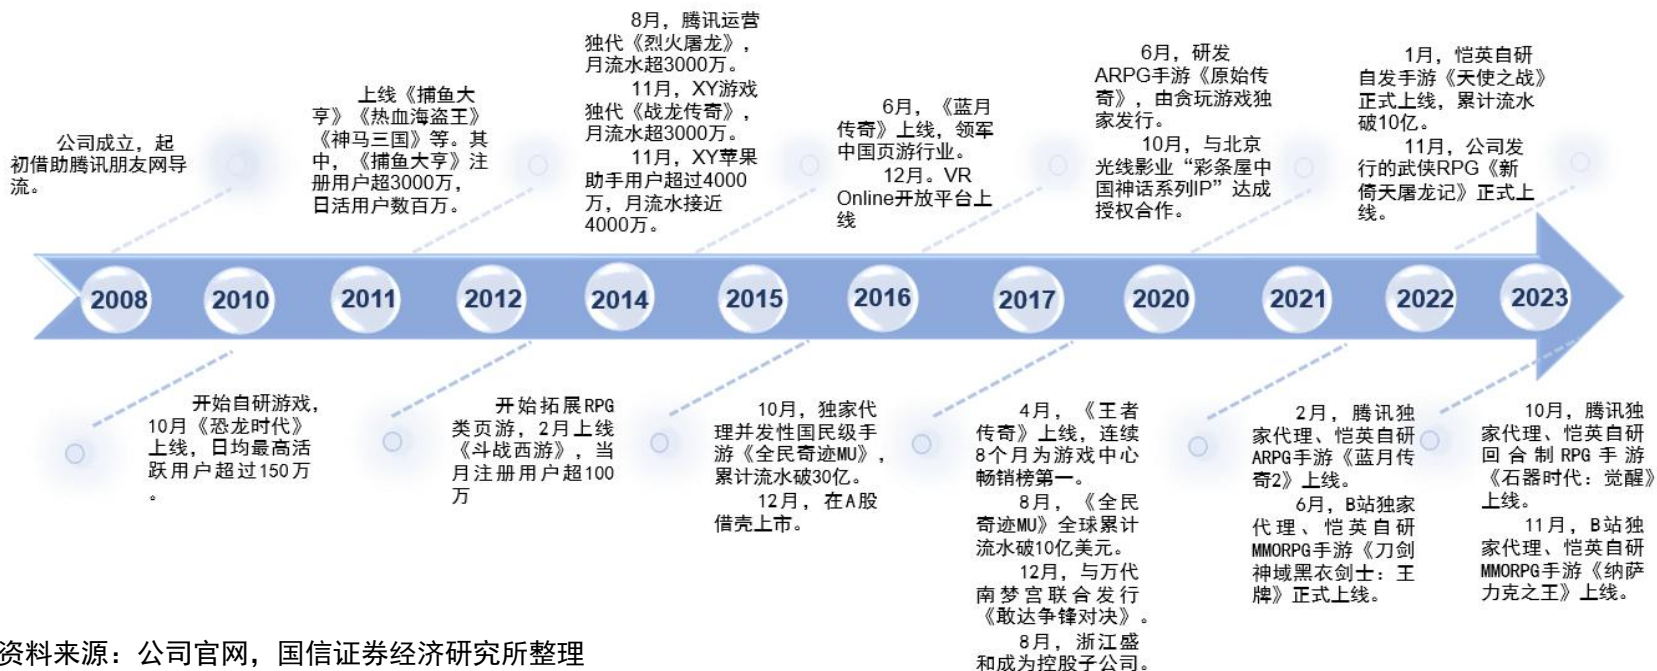 公司成立，起
初借助腾讯朋友网导
流。
上线《捕鱼大
亨》《热血海盗王》
《神马三国》等。其
中，《捕鱼大亨》注
册用户超3000万，
日活用户数百万。
8月，腾讯运营
独代《烈火屠龙》，
月流水超3000万。
11月，XY游戏
独代《战龙传奇》，
月流水超3000万。
11月，XY苹果
助手用户超过4000
万，月流水接近
4000万。
6月，《蓝月
传奇》上线，领军
中国页游行业。
12月。VR
Online开放平台上
线
6月，研发
ARPG手游《原始传
奇》，由贪玩游戏独
家发行。
10月，与北京
光线影业“彩条屋中
国神话系列IP”达成
授权合作。
1月，恺英自研
自发手游《天使之战》
正式上线，累计流水
破10亿。
11月，公司发
行的武侠RPG《新
倚天屠龙记》正式上
线。
2008
2010
2011
2012
2014
2015
2016
2017
2020
2021
2022
2023
开始自研游戏，
10月《恐龙时代》
上线，日均最高活
跃用户超过150万
。
开始拓展RPG
类页游，2月上线
《斗战西游》，当
月注册用户超100
万
10月，独家代
理并发性国民级手
游《全民奇迹MU》，
累计流水破30亿。
12月，在A股
借壳上市。
4月，《王者
传奇》上线，连续
8个月为游戏中心
畅销榜第一。
8月，《全民
奇迹MU》全球累计
流水破10亿美元。
12月，与万代
南梦宫联合发行
《敢达争锋对决》。
8月，浙江盛
和成为控股子公司。
2月，腾讯独
家代理、恺英自研
ARPG手游《蓝月传
奇2》上线。
6月，B站独家
代理、恺英自研
MMORPG手游《刀剑
神域黑衣剑士：王
牌》正式上线。
10月，腾讯独
家代理、恺英自研
回合制RPG手游
《石器时代：觉醒》
上线。
11月，B站独
家代理、恺英自研
MMORPG手游《纳萨
力克之王》上线。
资料来源：公司官网，国信证券经济研究所整理